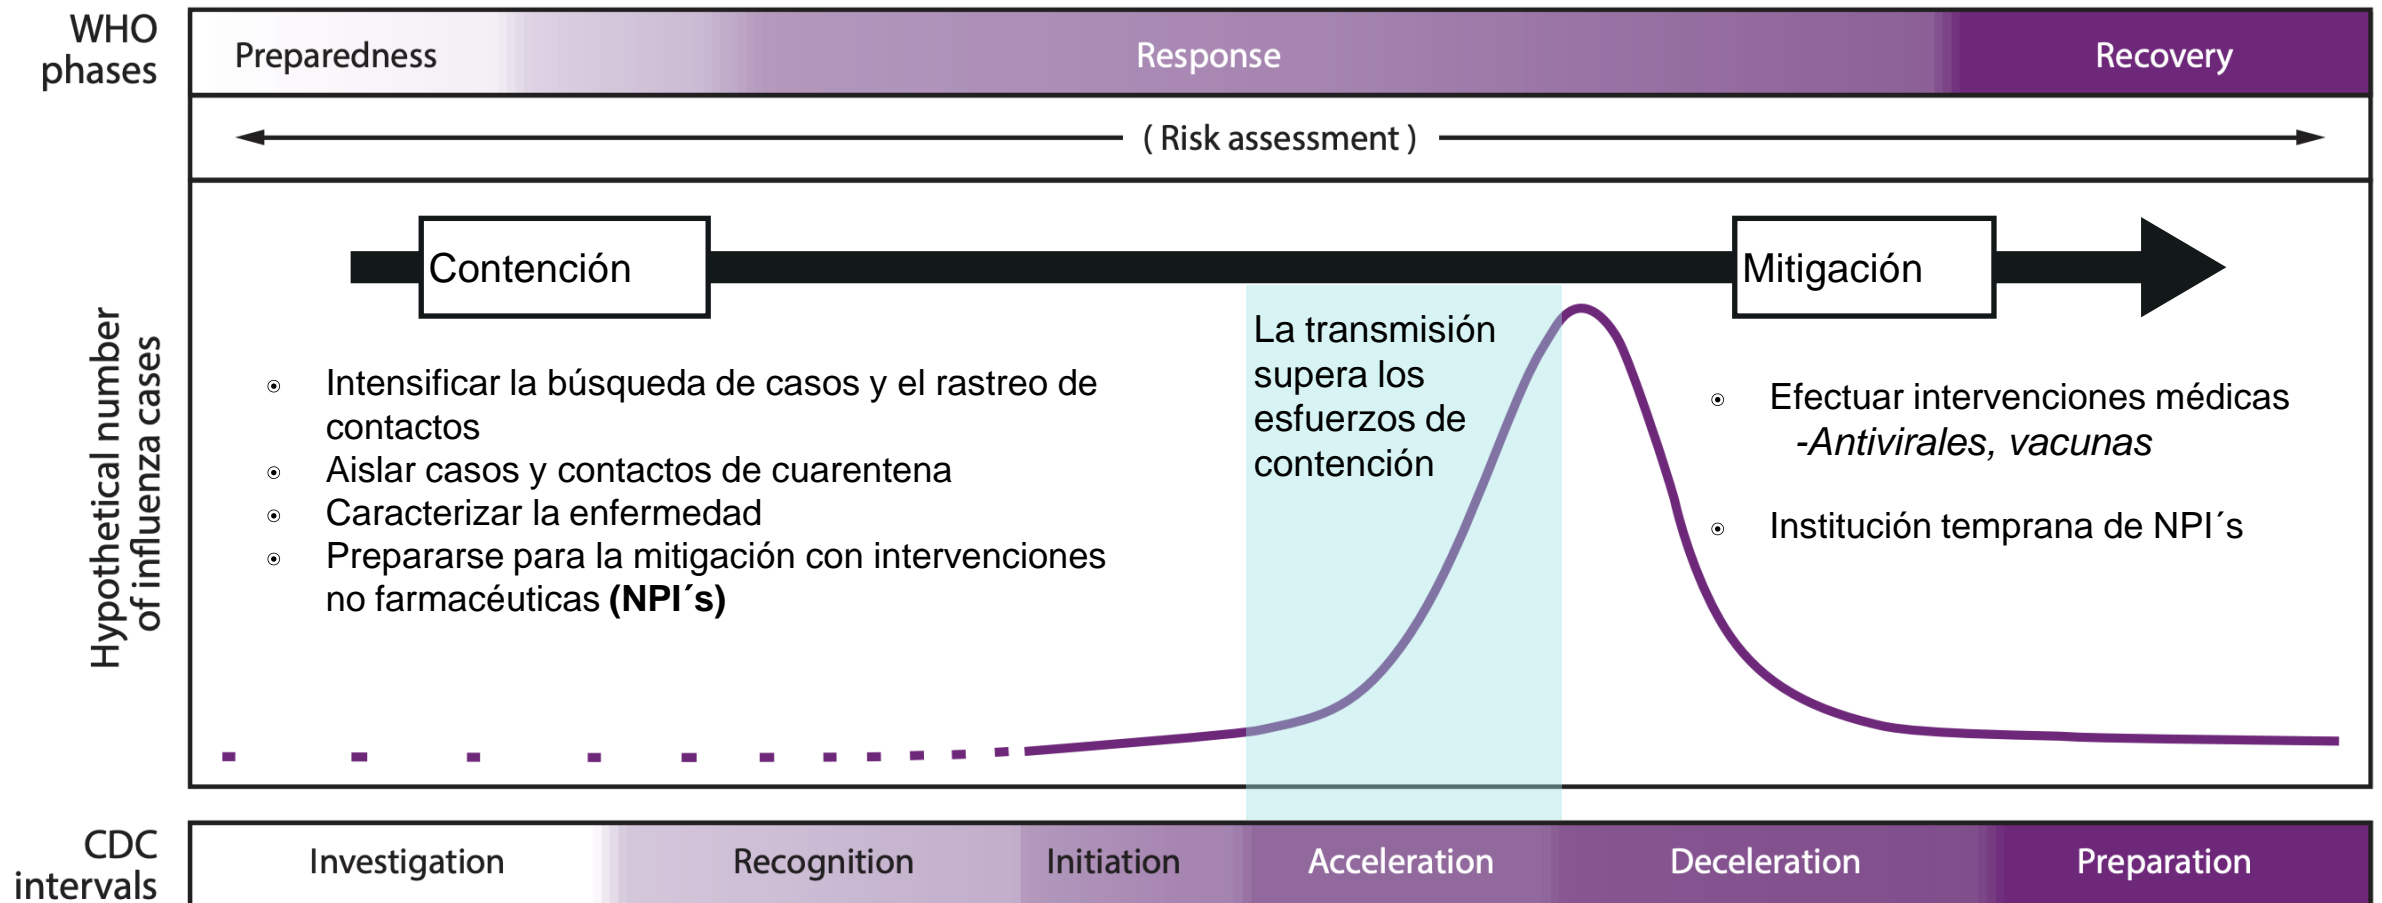 WHO
phases
Preparedness
Response
Recovery
( Risk assessment )
Hypothetical number
of influenza cases
Contención
Mitigación
Intensificar la búsqueda de casos y el rastreo de
contactos
Aislar casos y contactos de cuarentena
Caracterizar la enfermedad
Prepararse para la mitigación con intervenciones
no farmacéuticas (NPI´s)
La transmisión
supera los
esfuerzos de
contención
Efectuar intervenciones médicas
-Antivirales, vacunas
Institución temprana de NPI´s
CDC
intervals
Investigation
Recognition
Initiation
Acceleration
Deceleration
Preparation